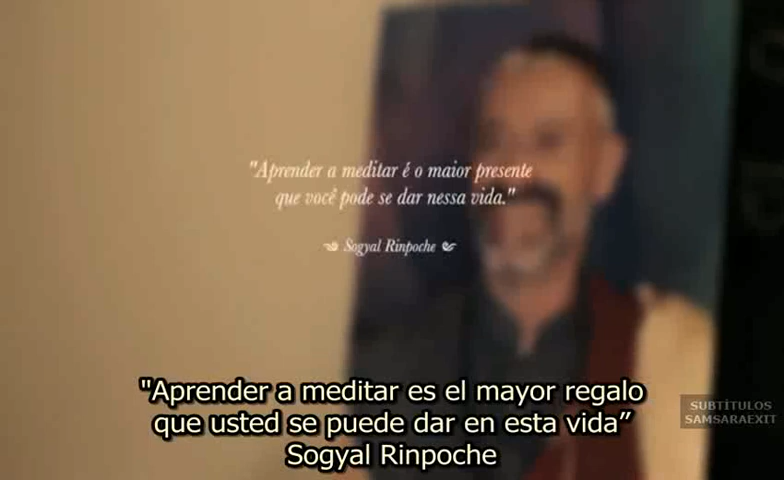 "Aprender a meditar é o maior presente
que você pode se dar nessa vida."
Sogyal Rinpoche
"Aprender a meditar es el mayor regalo
que usted se puede dar en esta vida”
Sogyal Rinpoche
SUBTÍTULOS
SAMSARAEXIT